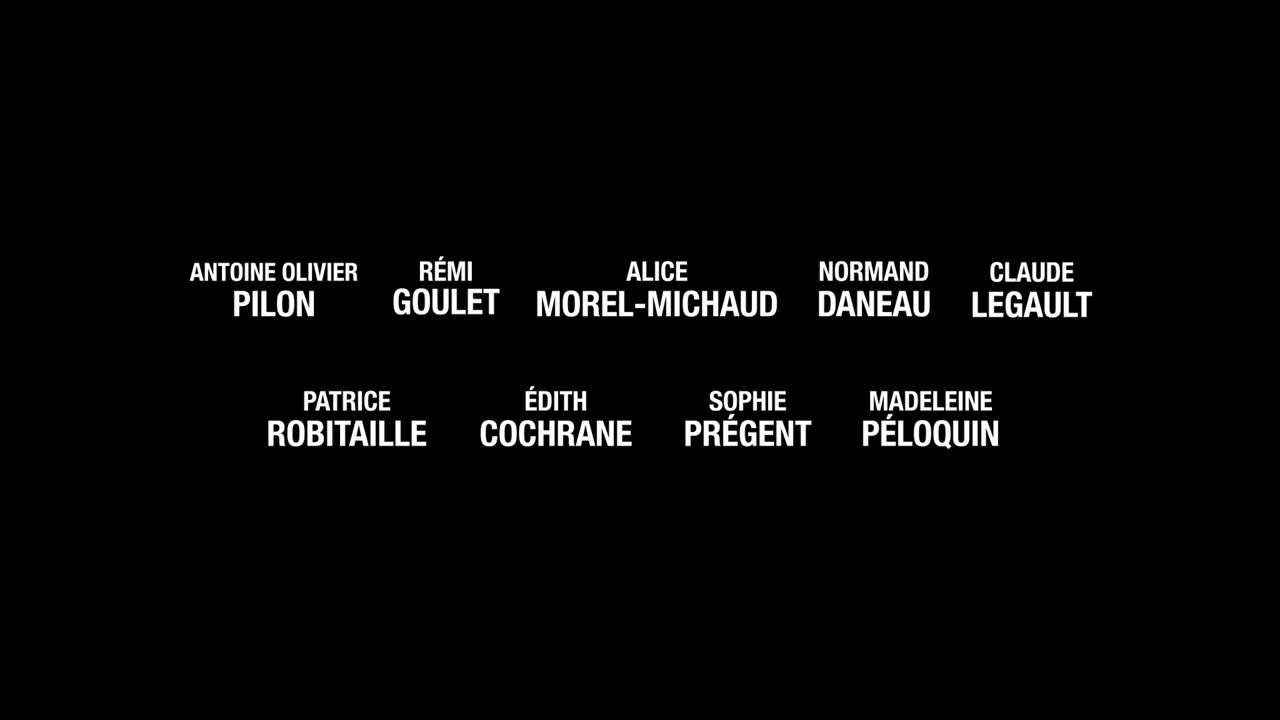 ANTOINE OLIVIER PILON
RÉMI GOULET
ALICE MOREL-MICHAUD
NORMAND DANEAU
CLAUDE LEGAULT
PATRICE ROBITAILLE
ÉDITH COCHRANE
SOPHIE PRÉGENT
MADELEINE PÉLOQUIN